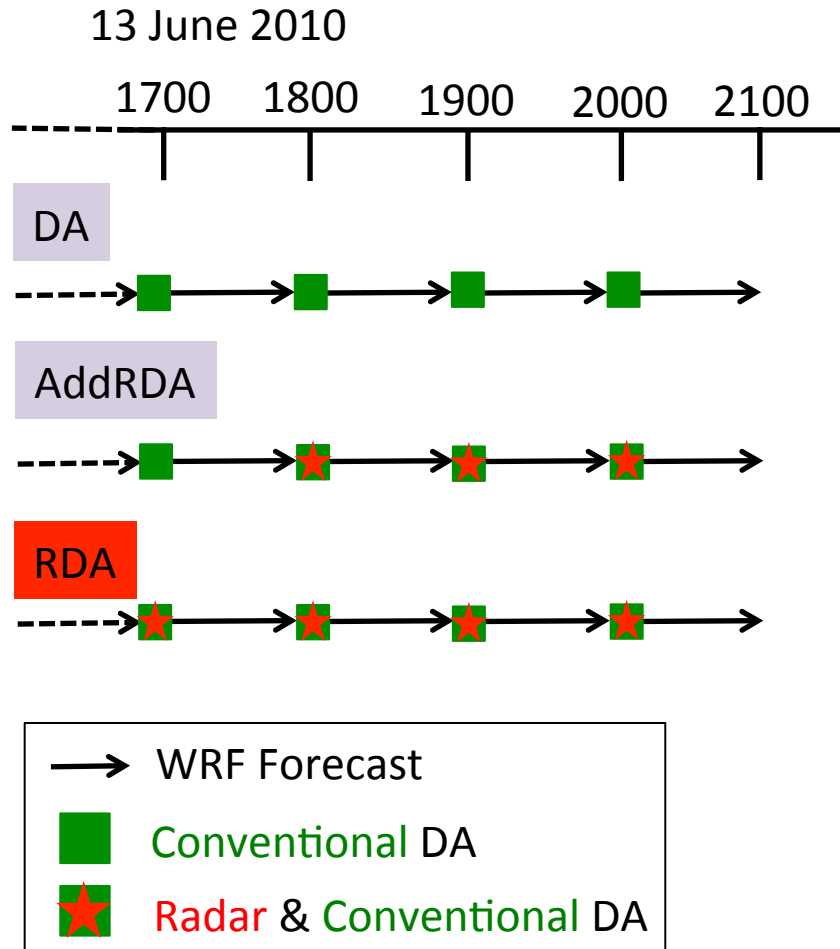 13 June 2010
1700 1800 1900 2000 2100
DA
AddRDA
RDA
WRF Forecast
Conventional DA
Radar & Conventional DA